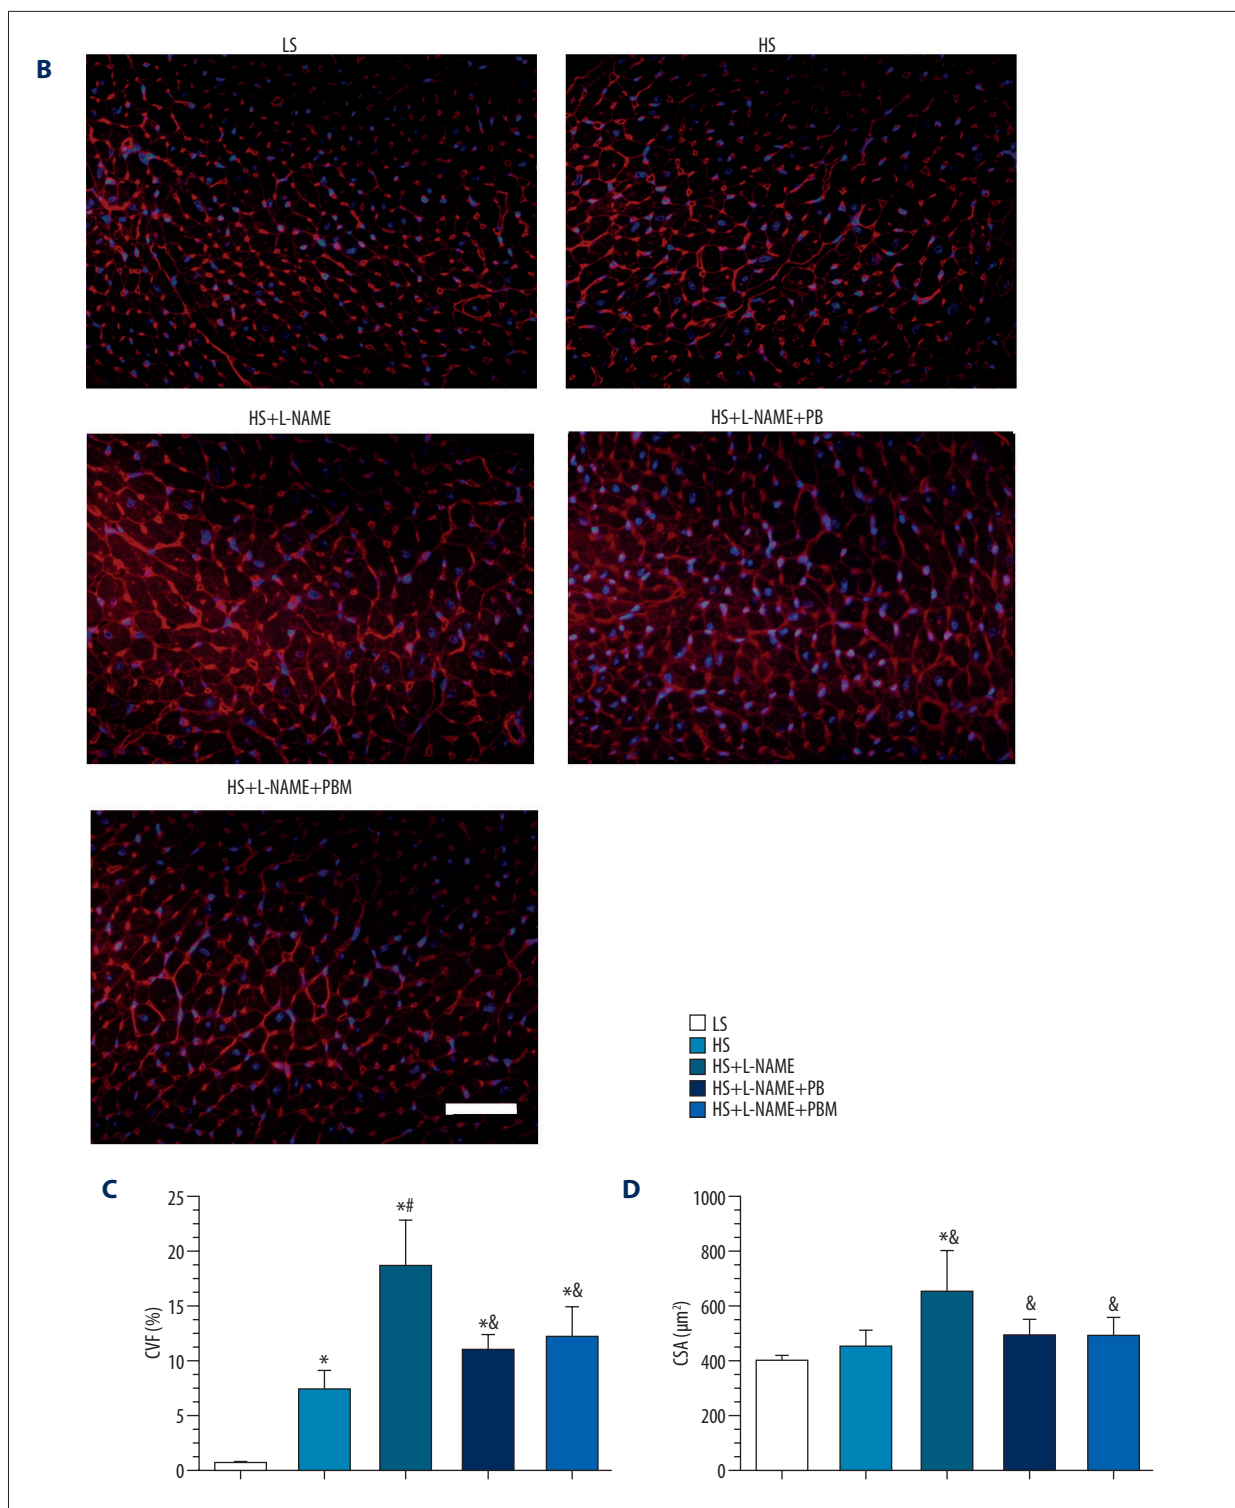 B
LS
HS
HS+L-NAME
HS+L-NAME+PB
HS+L-NAME+PBM
LS
HS
HS+L-NAME
HS+L-NAME+PB
HS+L-NAME+PBM
C
CVF (%)
25
20
15
10
5
0
*
*#
*&
*&
D
CSA (µm²)
1000
800
600
400
200
0
*&
&
&